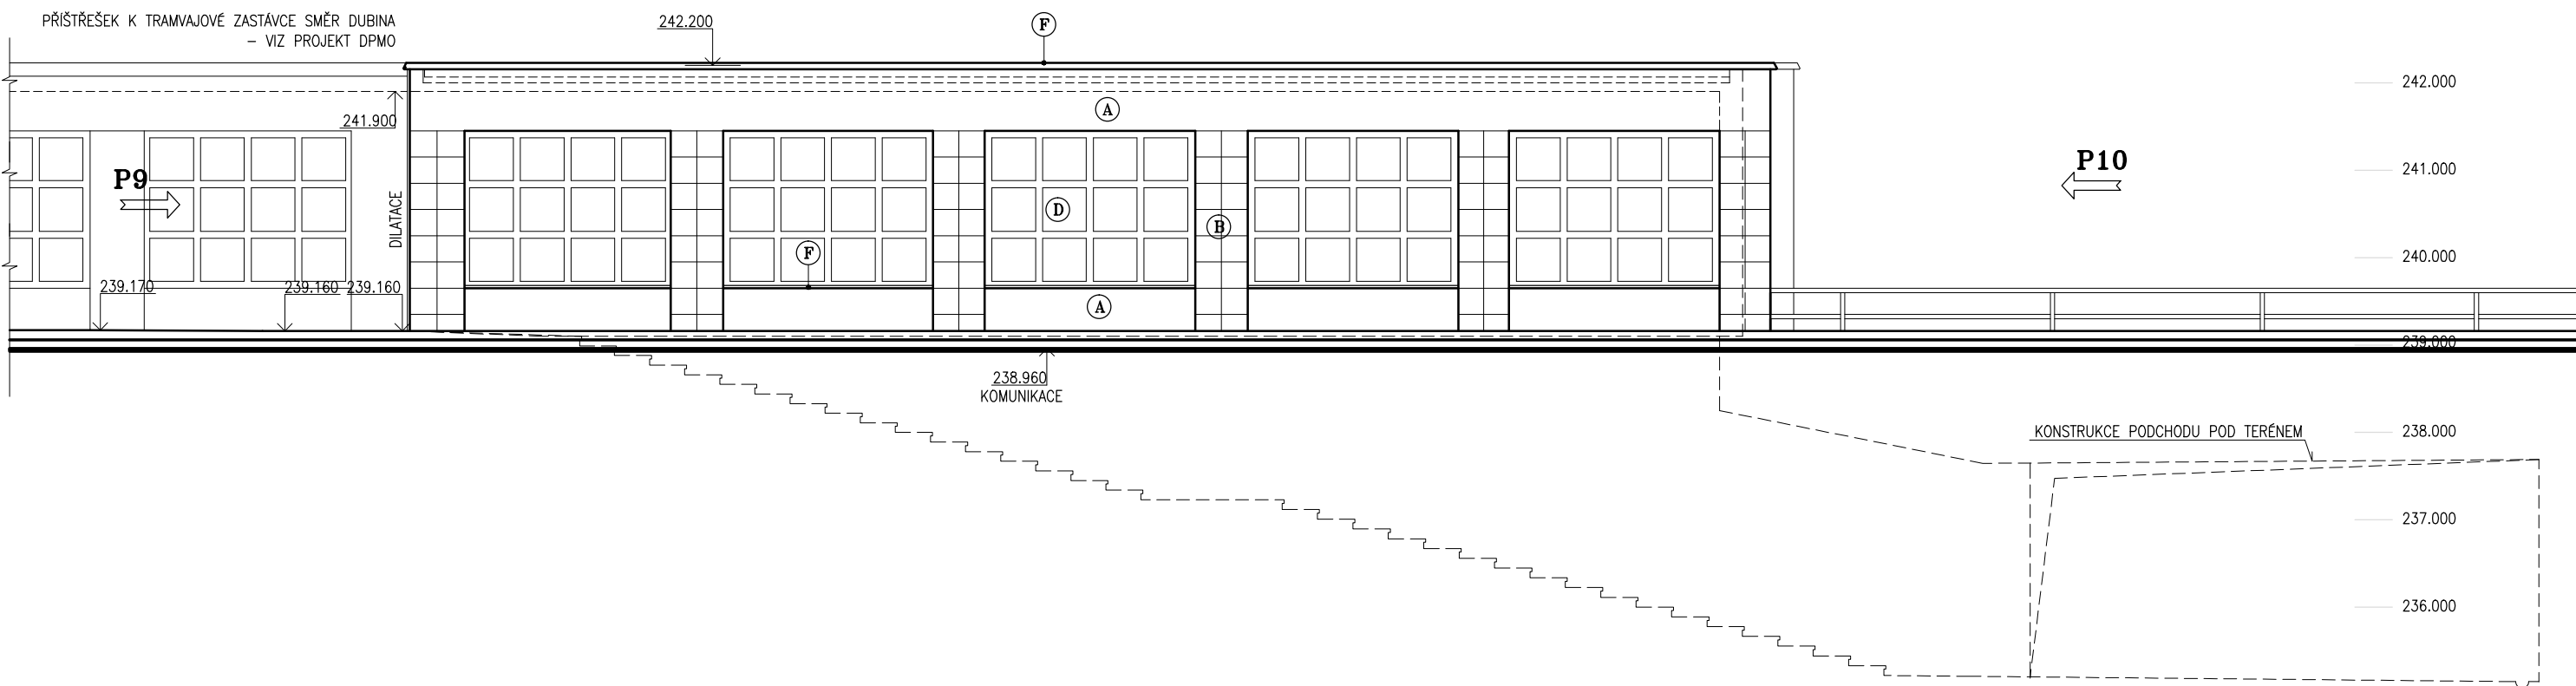 PŘÍSTŘEŠEK K TRAMVAJOVÉ ZASTÁVCE SMĚR DUBINA
– VIZ PROJEKT DPMO
242.200
F
242.000
A
241.900
P9
P10
241.000
DILATACE
D
B
F
240.000
239.170
239.160
239.160
A
239.000
238.960
KOMUNIKACE
KONSTRUKCE PODCHODU POD TERÉNEM
238.000
237.000
236.000